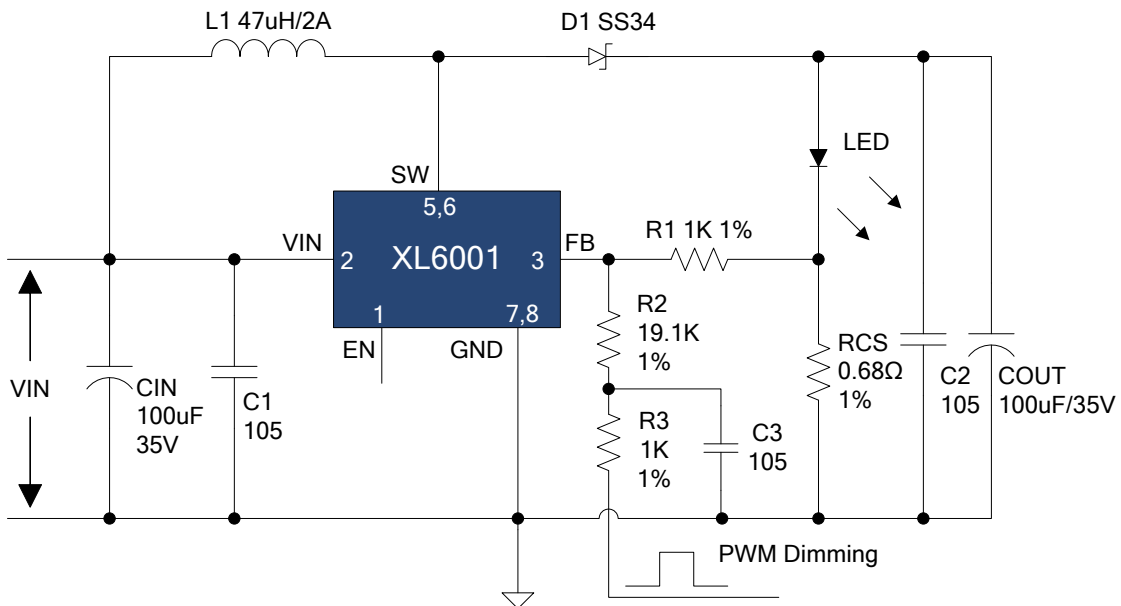 L1 47uH/2A
D1 SS34
LED
SW
5,6
VIN
2
XL6001
3
FB
R1 1K 1%
1
7,8
EN
GND
R2
19.1K
1%
RCS
0.68Ω
1%
C2
105
COUT
100uF/35V
VIN
CIN
100uF
35V
C1
105
R3
1K
1%
C3
105
PWM Dimming